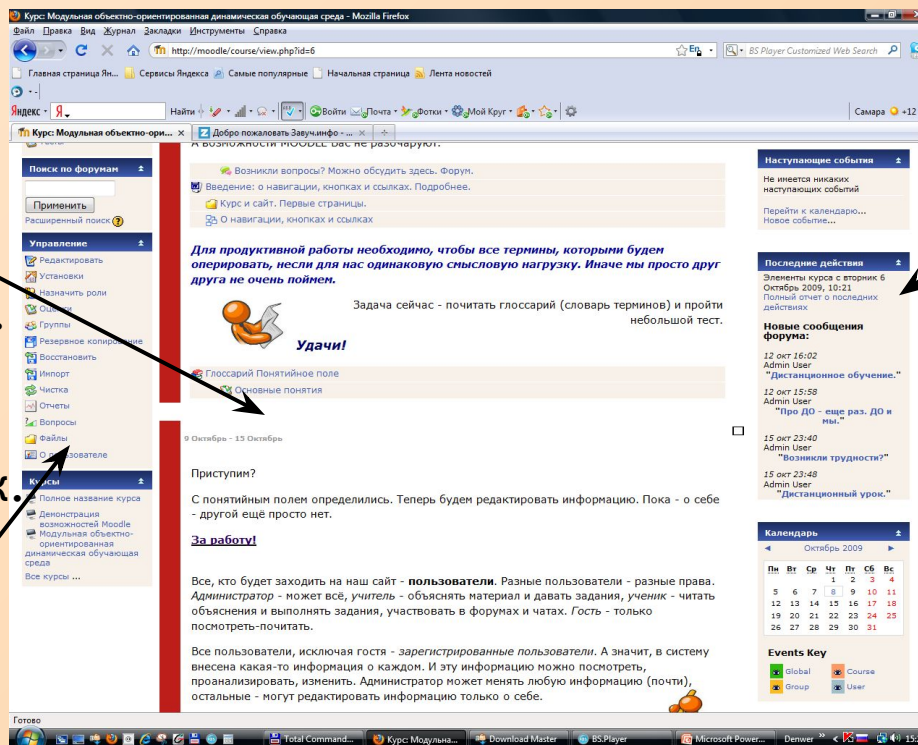 Курс: Модульная объектно-ориентированная динамическая обучающая среда - Mozilla Firefox
Файл Правка Вид Журнал Закладки Инструменты Справка
http://moodle/course/view.php?id=6
En
BS Player Customized Web Search
Главная страница Ян... Сервисы Яндекса Самые популярные Начальная страница Лента новостей
Яндекс Я Найти Войти Почта Фотки Мой Круг Самара +12
Курс: Модульная объектно-ори... Добро пожаловать Завуч.инфо - ...
Поиск по форумам
Применить
Расширенный поиск
Управление
Редактировать
Установки
Назначить роли
Оценки
Группы
Резервное копирование
Восстановить
Импорт
Чистка
Отчеты
Вопросы
Файлы
О пользователе
Курсы
Полное название курса
Демонстрация
возможностей Moodle
Модульная объектно-
ориентированная
динамическая обучающая
среда
Все курсы ...
А возможности MOODLE Вас не разочаруют.
Возникли вопросы? Можно обсудить здесь. Форум.
Введение: о навигации, кнопках и ссылках. Подробнее.
Курс и сайт. Первые страницы.
О навигации, кнопках и ссылках
Для продуктивной работы необходимо, чтобы все термины, которыми будем
оперировать, несли для нас одинаковую смысловую нагрузку. Иначе мы просто друг
друга не очень поймем.
Задача сейчас - почитать глоссарий (словарь терминов) и пройти
небольшой тест.
Удачи!
Глоссарий Понятийное поле
Основные понятия
9 Октябрь - 15 Октябрь
Приступим?
С понятийным полем определились. Теперь будем редактировать информацию. Пока - о себе
- другой ещё просто нет.
За работу!
Все, кто будет заходить на наш сайт - пользователи. Разные пользователи - разные права.
Администратор - может всё, учитель - объяснять материал и давать задания, ученик - читать
объяснения и выполнять задания, участвовать в форумах и чатах. Гость - только
посмотреть-почитать.
Все пользователи, исключая гостя - зарегистрированные пользователи. А значит, в систему
внесена какая-то информация о каждом. И эту информацию можно посмотреть,
проанализировать, изменить. Администратор может менять любую информацию (почти),
остальные - могут редактировать информацию только о себе.
Наступающие события
Не имеется никаких
наступающих событий
Перейти к календарю...
Новое событие...
Последние действия
Элементы курса с вторник 6
Октябрь 2009, 10:21
Полный отчет о последних
действиях
Новые сообщения
форума:
12 окт 16:02
Admin User
"Дистанционное обучение."
12 окт 15:58
Admin User
"Про ДО - еще раз. ДО и
мы."
15 окт 23:40
Admin User
"Возникли трудности?"
15 окт 23:48
Admin User
"Дистанционный урок."
Календарь
Октябрь 2009
Пн Вт Ср Чт Пт Сб Вс
1 2 3 4
5 6 7 8 9 10 11
12 13 14 15 16 17 18
19 20 21 22 23 24 25
26 27 28 29 30 31
Events Key
Global Course
Group User
Готово
Total Command... Курс: Модульна... Download Master BS.Player Microsoft Power... Denwer